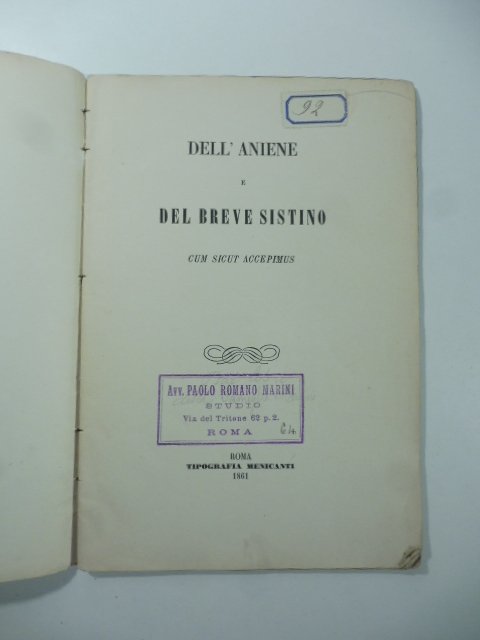 92
DELL' ANIENE
E
DEL BREVE SISTINO
CUM SICUT ACCEPIMUS
AVV. PAOLO ROMANO MARINI
STUDIO
Via del Tritone 62 p. 2.
ROMA
64
ROMA
TIPOGRAFIA MENICANTI
1861